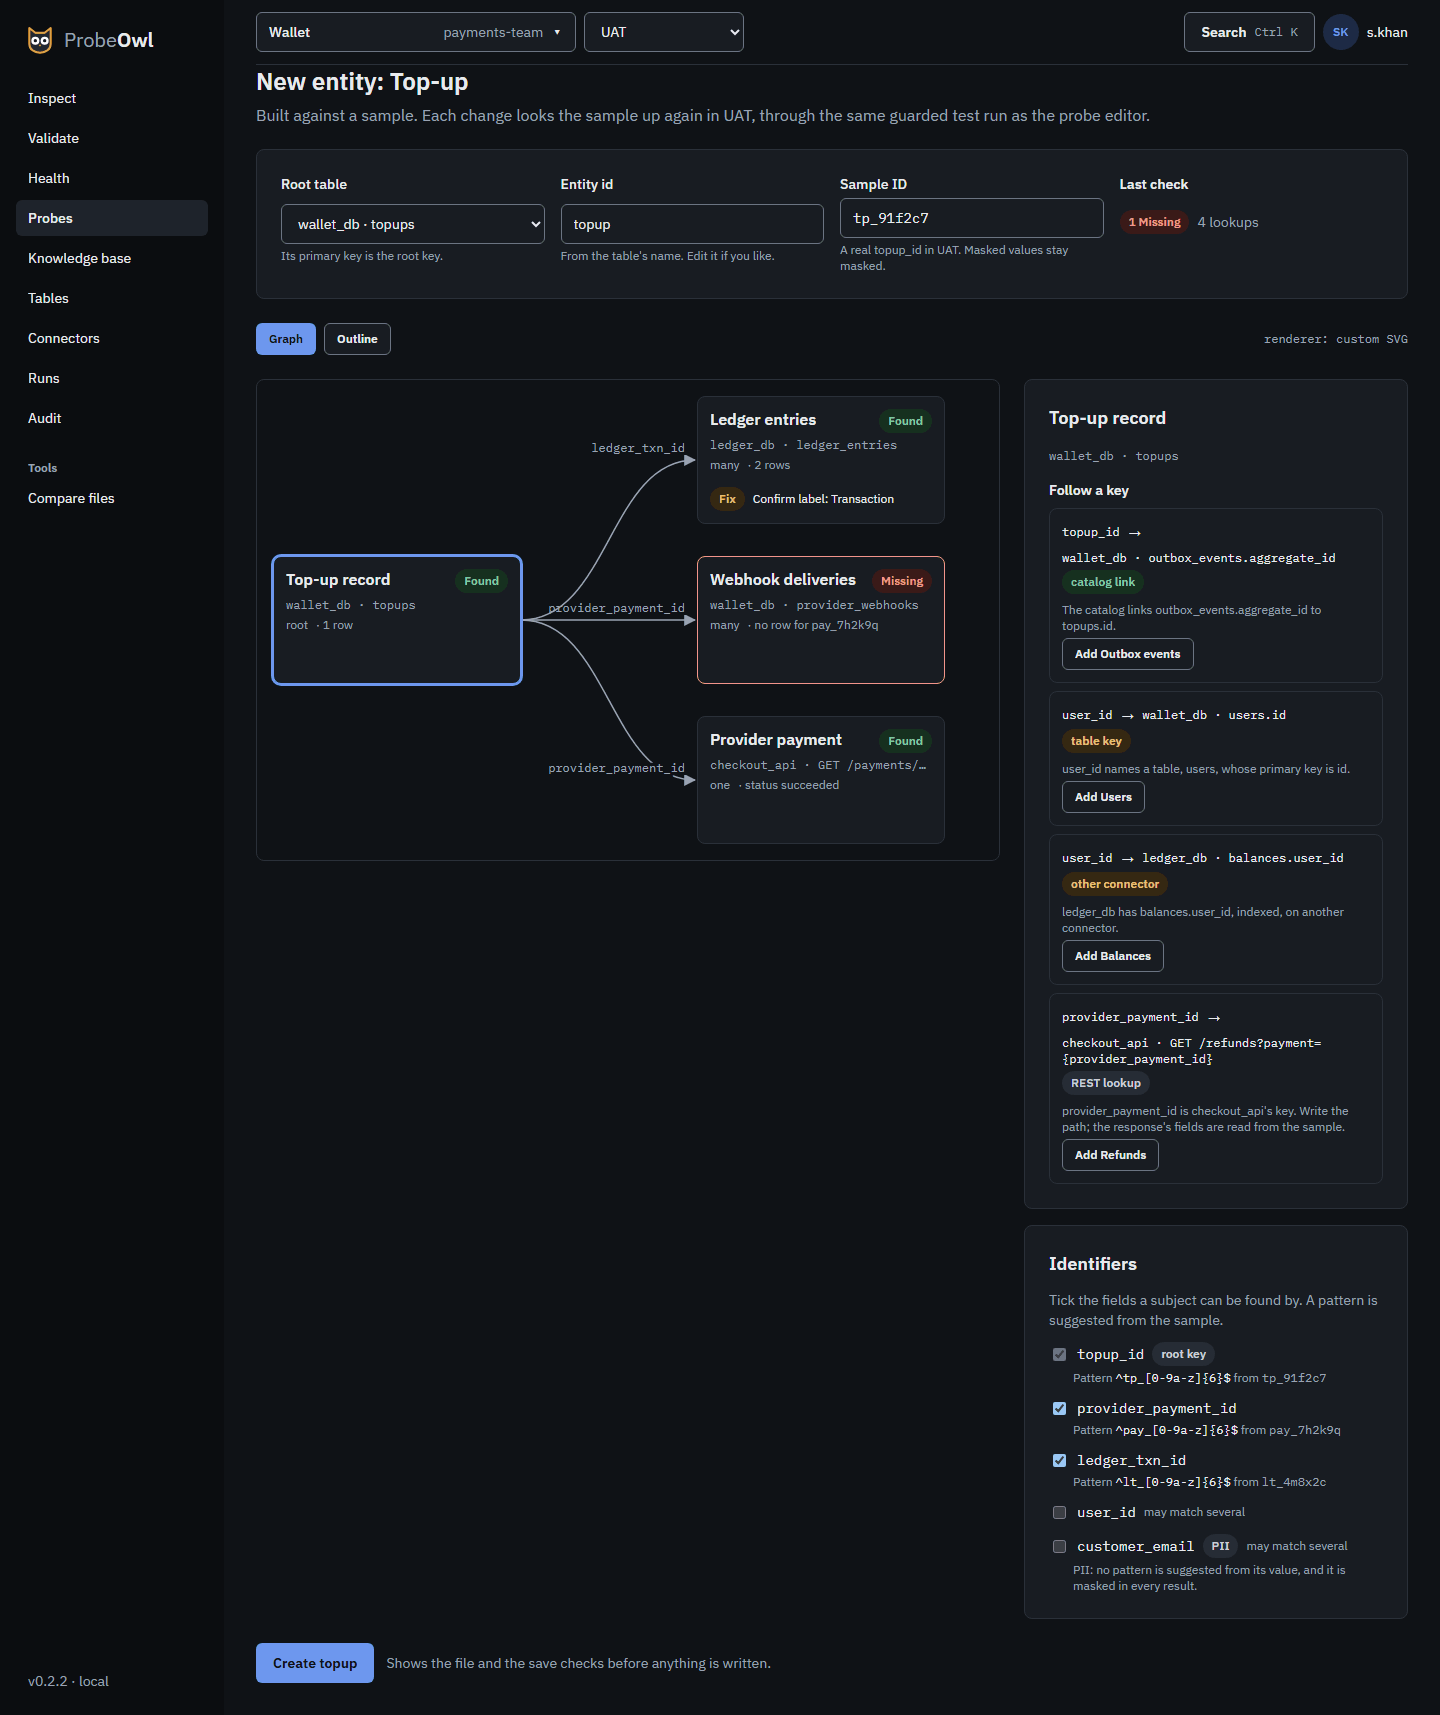 ProbeOwl
Inspect
Validate
Health
Probes
Knowledge base
Tables
Connectors
Runs
Audit
Tools
Compare files
v0.2.2 · local
Wallet payments-team ▾
UAT
Search Ctrl K
SK s.khan
New entity: Top-up
Built against a sample. Each change looks the sample up again in UAT, through the same guarded test run as the probe editor.
Root table
wallet_db · topups
Its primary key is the root key.
Entity id
topup
From the table's name. Edit it if you like.
Sample ID
tp_91f2c7
A real topup_id in UAT. Masked values stay
masked.
Last check
1 Missing 4 lookups
Graph Outline
renderer: custom SVG
Top-up record Found
wallet_db · topups
root · 1 row
ledger_txn_id
provider_payment_id
provider_payment_id
Ledger entries Found
ledger_db · ledger_entries
many · 2 rows
Fix Confirm label: Transaction
Webhook deliveries Missing
wallet_db · provider_webhooks
many · no row for pay_7h2k9q
Provider payment Found
checkout_api · GET /payments/…
one · status succeeded
Top-up record
wallet_db · topups
Follow a key
topup_id →
wallet_db · outbox_events.aggregate_id
catalog link
The catalog links outbox_events.aggregate_id to
topups.id.
Add Outbox events
user_id → wallet_db · users.id
table key
user_id names a table, users, whose primary key is id.
Add Users
user_id → ledger_db · balances.user_id
other connector
ledger_db has balances.user_id, indexed, on another
connector.
Add Balances
provider_payment_id →
checkout_api · GET /refunds?payment=
{provider_payment_id}
REST lookup
provider_payment_id is checkout_api's key. Write the
path; the response's fields are read from the sample.
Add Refunds
Identifiers
Tick the fields a subject can be found by. A pattern is
suggested from the sample.
topup_id root key
Pattern ^tp_[0-9a-z]{6}$ from tp_91f2c7
provider_payment_id
Pattern ^pay_[0-9a-z]{6}$ from pay_7h2k9q
ledger_txn_id
Pattern ^lt_[0-9a-z]{6}$ from lt_4m8x2c
user_id may match several
customer_email PII may match several
PII: no pattern is suggested from its value, and it is
masked in every result.
Create topup Shows the file and the save checks before anything is written.